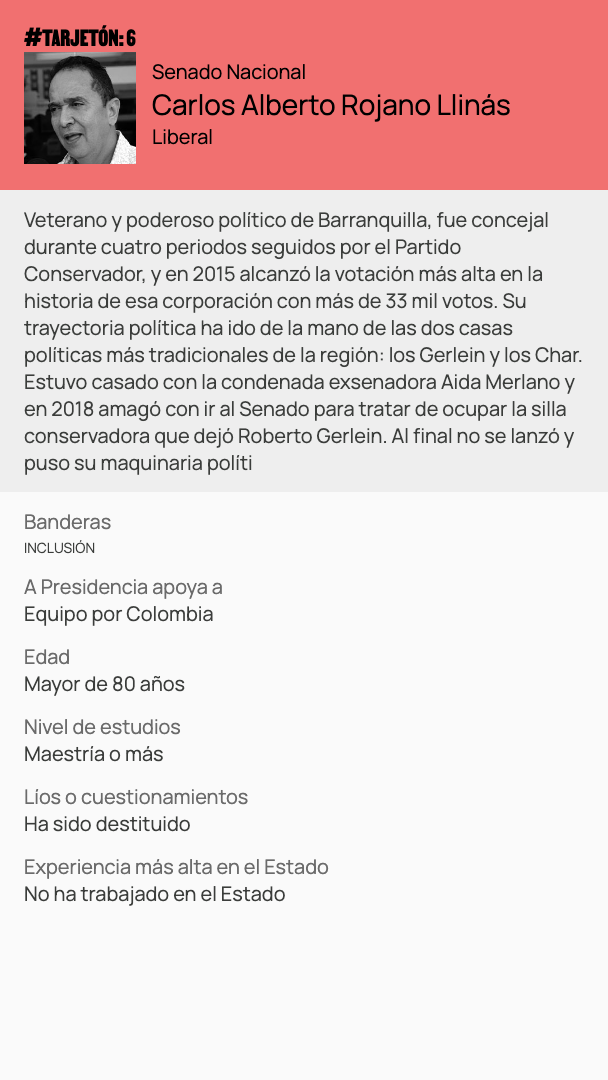 #TARJETÓN: 6
Senado Nacional
Carlos Alberto Rojano Llinás
Liberal
Veterano y poderoso político de Barranquilla, fue concejal
durante cuatro periodos seguidos por el Partido
Conservador, y en 2015 alcanzó la votación más alta en la
historia de esa corporación con más de 33 mil votos. Su
trayectoria política ha ido de la mano de las dos casas
políticas más tradicionales de la región: los Gerlein y los Char.
Estuvo casado con la condenada exsenadora Aida Merlano y
en 2018 amagó con ir al Senado para tratar de ocupar la silla
conservadora que dejó Roberto Gerlein. Al final no se lanzó y
puso su maquinaria políti
Banderas
INCLUSIÓN
A Presidencia apoya a
Equipo por Colombia
Edad
Mayor de 80 años
Nivel de estudios
Maestría o más
Líos o cuestionamientos
Ha sido destituido
Experiencia más alta en el Estado
No ha trabajado en el Estado